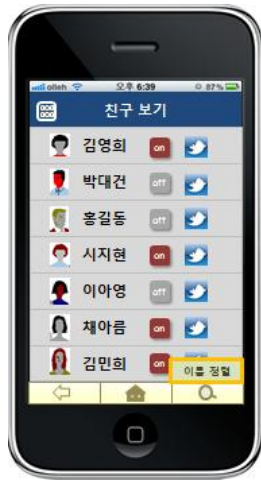 olleh 오후 6:39 87%
친구 보기
김영희 on
박대건 off
홍길동 off
시지현 on
이아영 off
채아름 on
김민희 on
이름 정렬